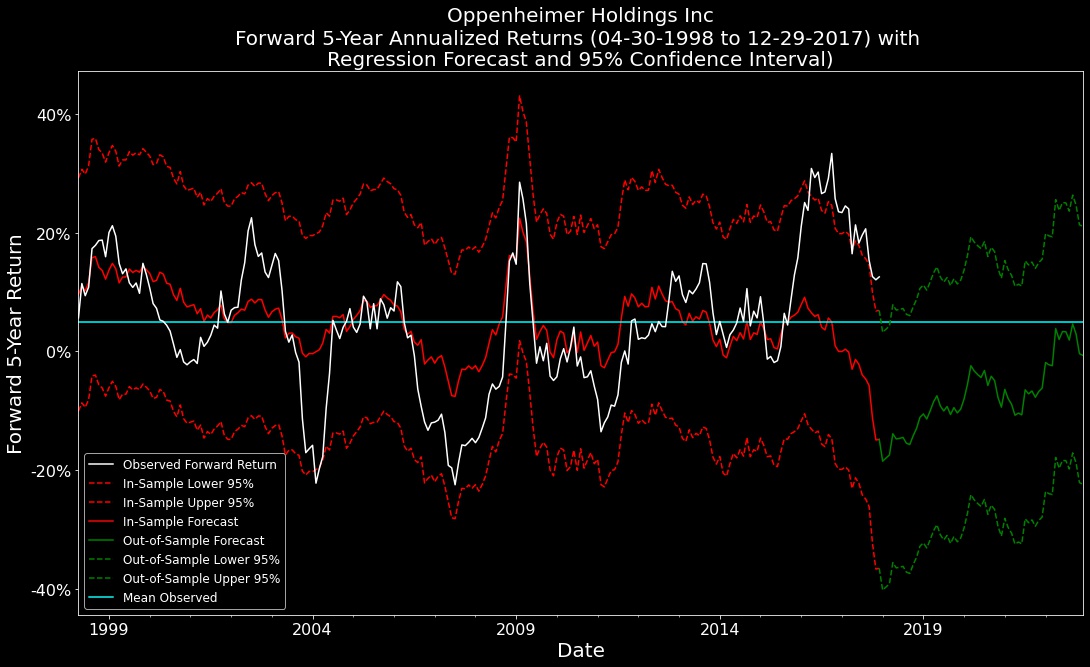 Oppenheimer Holdings Inc
Forward 5-Year Annualized Returns (04-30-1998 to 12-29-2017) with
Regression Forecast and 95% Confidence Interval)
Forward 5-Year Return
40%
20%
0%
-20%
-40%
Observed Forward Return
In-Sample Lower 95%
In-Sample Upper 95%
In-Sample Forecast
Out-of-Sample Forecast
Out-of-Sample Lower 95%
Out-of-Sample Upper 95%
Mean Observed
1999 2004 2009 2014 2019
Date